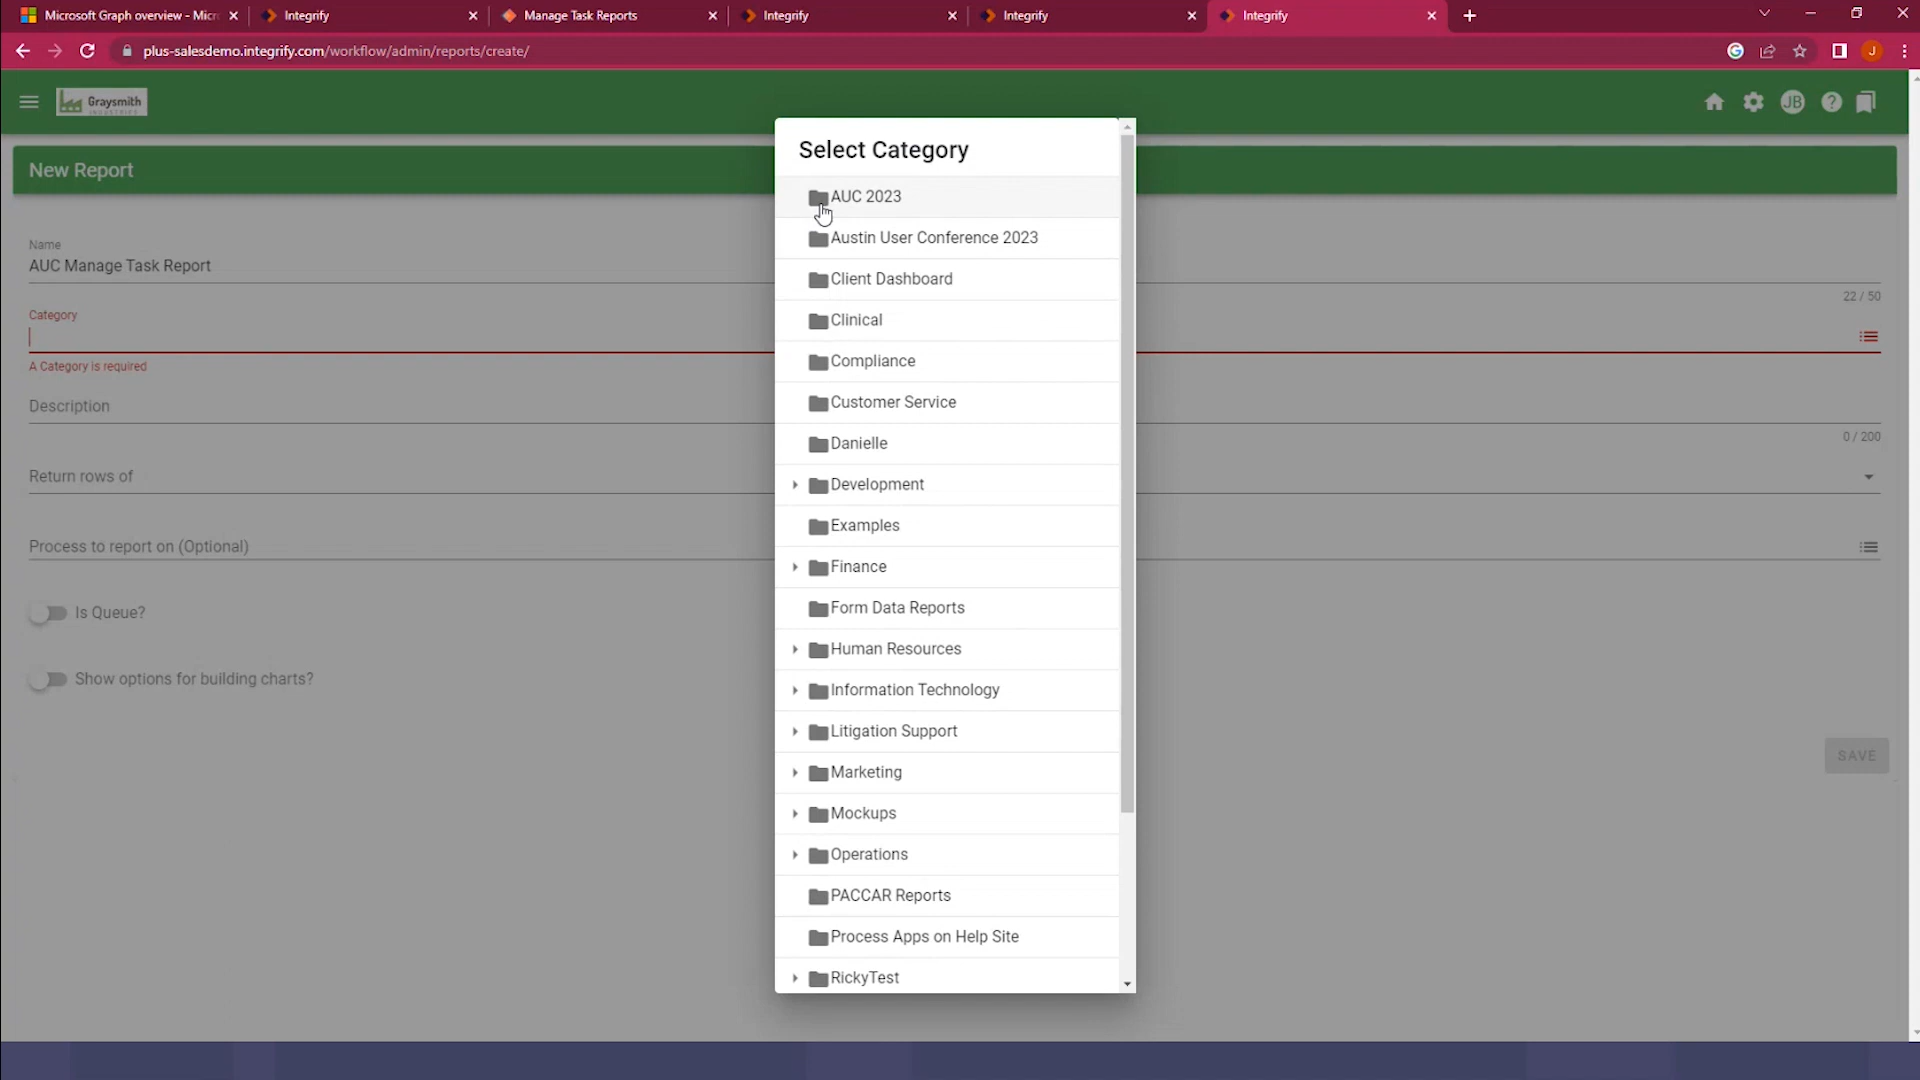 Microsoft Graph overview - Micr
Integrify
Manage Task Reports
Integrify
Integrify
Integrify
plus-salesdemo.integrify.com/workflow/admin/reports/create/
J
Graysmith
INDUSTRIES
JB
New Report
Name
AUC Manage Task Report
22 / 50
Category
A Category is required
Description
0 / 200
Return rows of
Process to report on (Optional)
Is Queue?
Show options for building charts?
SAVE
Select Category
AUC 2023
Austin User Conference 2023
Client Dashboard
Clinical
Compliance
Customer Service
Danielle
Development
Examples
Finance
Form Data Reports
Human Resources
Information Technology
Litigation Support
Marketing
Mockups
Operations
PACCAR Reports
Process Apps on Help Site
RickyTest